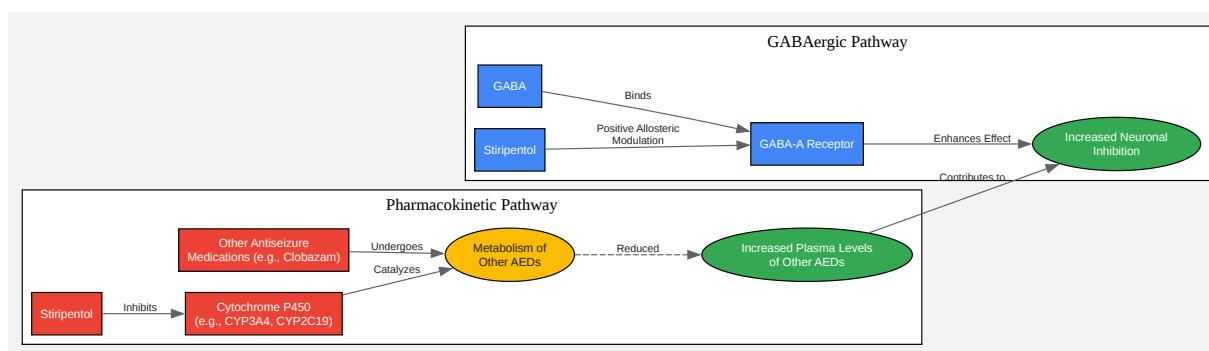 GABAergic Pathway
GABA
Binds
Stiripentol
Positive Allosteric
Modulation
GABA-A Receptor
Enhances Effect
Increased Neuronal
Inhibition
Contributes to
Pharmacokinetic Pathway
Other Antiseizure
Medications (e.g., Clobazam)
Undergoes
Metabolism of
Other AEDs
Reduced
Increased Plasma Levels
of Other AEDs
Catalyzes
Stiripentol
Inhibits
Cytochrome P450
(e.g., CYP3A4, CYP2C19)